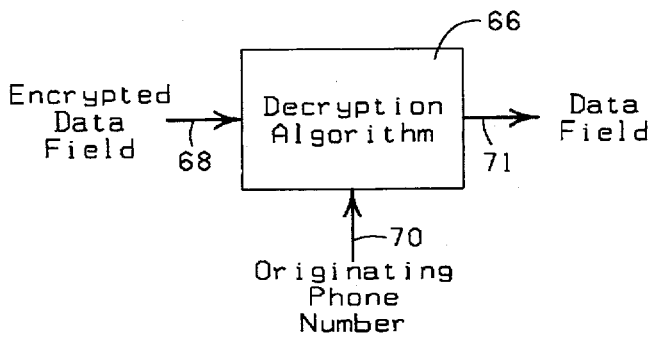 66
Encrypted
Data
Field
68
Decryption
Algorithm
71
Data
Field
70
Originating
Phone
Number